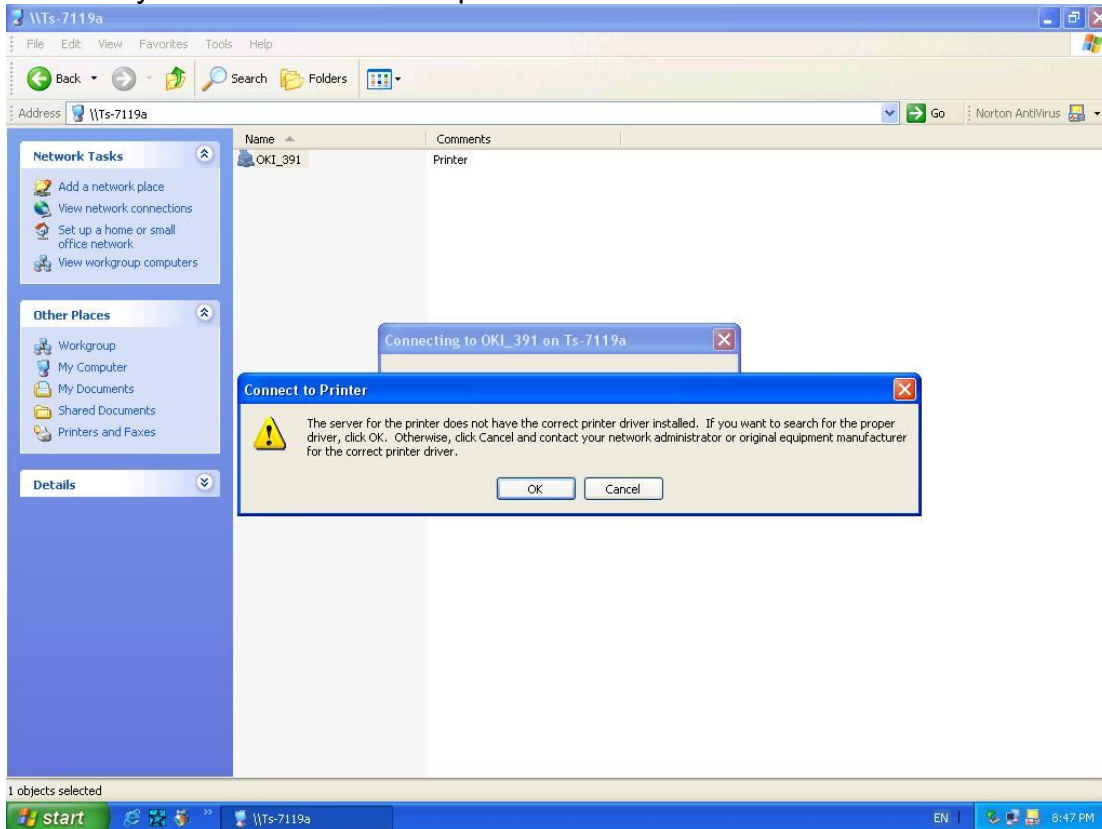 \\Ts-7119a
File Edit View Favorites Tools Help
Back Search Folders
Address \\Ts-7119a Go Norton AntiVirus
Name Comments
OKI_391 Printer
Network Tasks
Add a network place
View network connections
Set up a home or small
office network
View workgroup computers
Other Places
Workgroup
My Computer
My Documents
Shared Documents
Printers and Faxes
Details
Connecting to OKI_391 on Ts-7119a
Connect to Printer
The server for the printer does not have the correct printer driver installed. If you want to search for the proper
driver, click OK. Otherwise, click Cancel and contact your network administrator or original equipment manufacturer
for the correct printer driver.
OK Cancel
1 objects selected
start \\Ts-7119a EN 8:47 PM